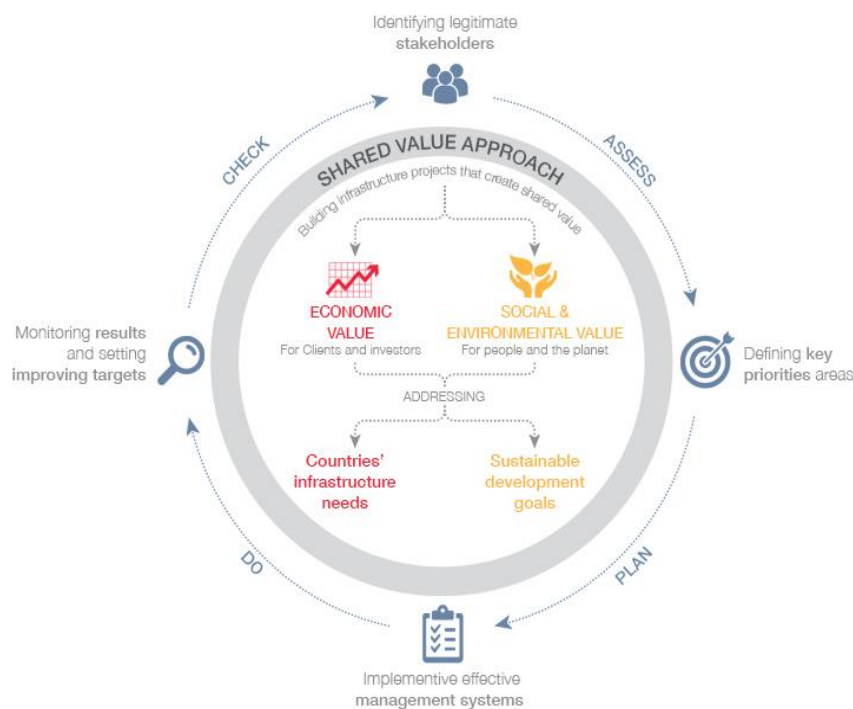 Identifying legitimate
stakeholders
CHECK
ASSESS
SHARED VALUE APPROACH
Building infrastructure projects that create shared value
ECONOMIC
VALUE
For Clients and investors
SOCIAL &
ENVIRONMENTAL VALUE
For people and the planet
Monitoring results
and setting
improving targets
Defining key
priorities areas
ADDRESSING
Countries'
infrastructure
needs
Sustainable
development
goals
DO
PLAN
Implementive effective
management systems